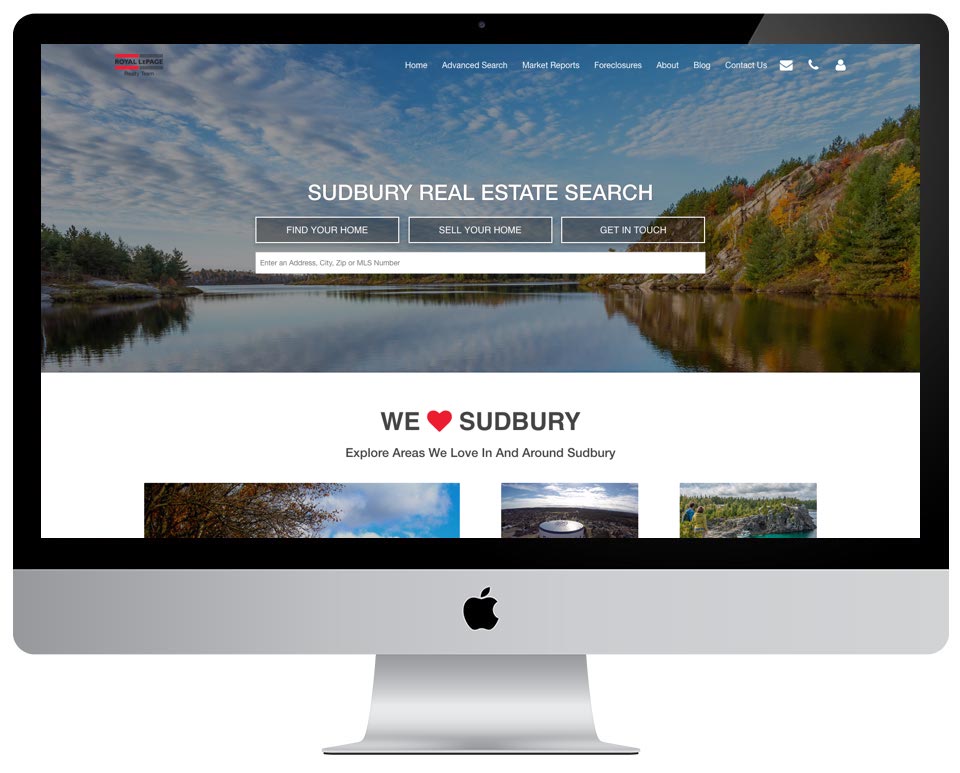 ROYAL LEPAGE
Realty Team
Home Advanced Search Market Reports Foreclosures About Blog Contact Us
SUDBURY REAL ESTATE SEARCH
FIND YOUR HOME SELL YOUR HOME GET IN TOUCH
Enter an Address, City, Zip or MLS Number
WE SUDBURY
Explore Areas We Love In And Around Sudbury